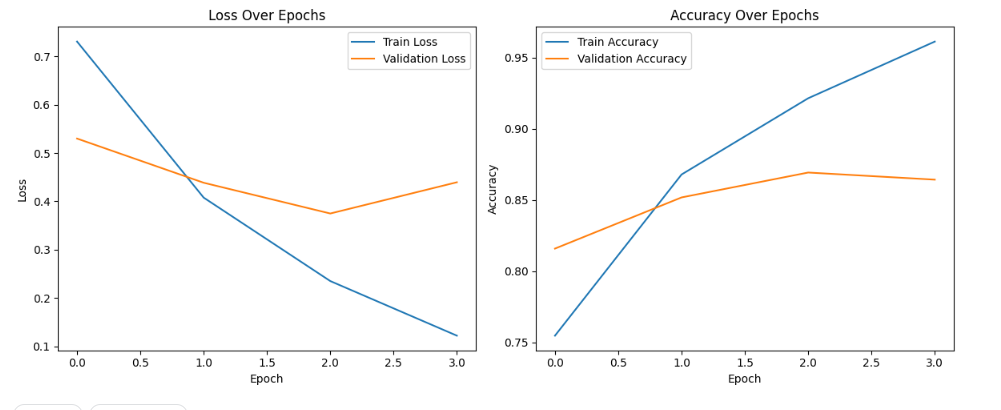 Loss Over Epochs
Train Loss
Validation Loss
0.7
0.6
0.5
0.4
0.3
0.2
0.1
Loss
0.0 0.5 1.0 1.5 2.0 2.5 3.0
Epoch
Accuracy Over Epochs
Train Accuracy
Validation Accuracy
0.95
0.90
0.85
0.80
0.75
Accuracy
0.0 0.5 1.0 1.5 2.0 2.5 3.0
Epoch